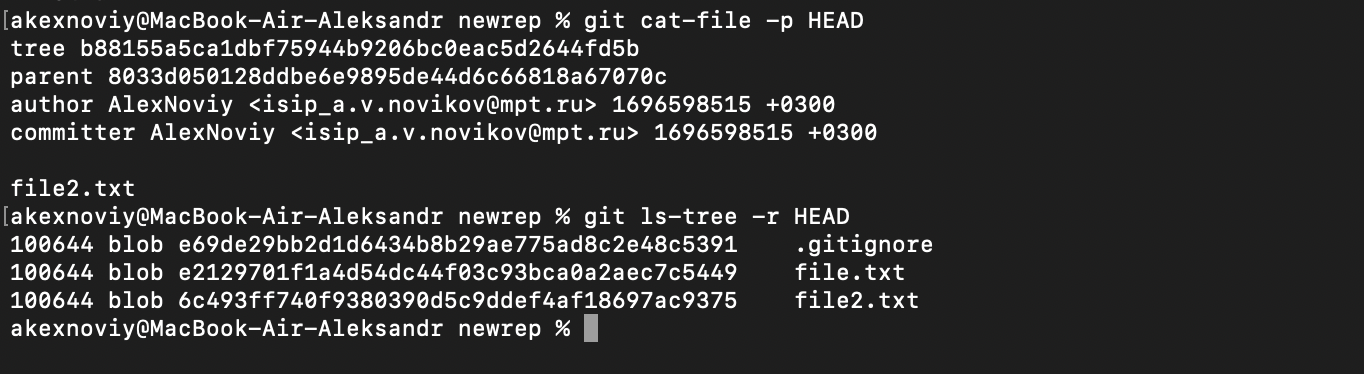 [akexnoviy@MacBook-Air-Aleksandr newrep % git cat-file -p HEAD
tree b88155a5ca1dbf75944b9206bc0eac5d2644fd5b
parent 8033d050128ddbe6e9895de44d6c66818a67070c
author AlexNoviy <isip_a.v.novikov@mpt.ru> 1696598515 +0300
committer AlexNoviy <isip_a.v.novikov@mpt.ru> 1696598515 +0300

file2.txt
[akexnoviy@MacBook-Air-Aleksandr newrep % git ls-tree -r HEAD
100644 blob e69de29bb2d1d6434b8b29ae775ad8c2e48c5391    .gitignore
100644 blob e2129701f1a4d54dc44f03c93bca0a2aec7c5449    file.txt
100644 blob 6c493ff740f9380390d5c9ddef4af18697ac9375    file2.txt
akexnoviy@MacBook-Air-Aleksandr newrep %